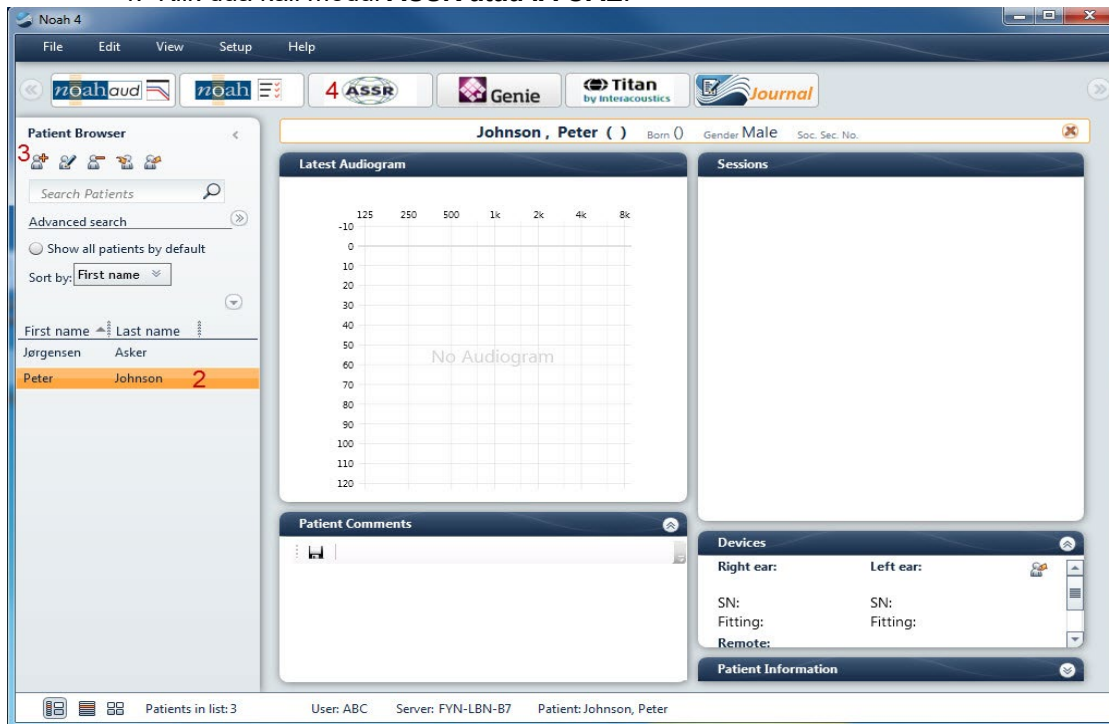 Noah 4
File Edit View Setup Help
noah aud noah 4 ASSR Genie Titan by Interacoustics Journal
Patient Browser
3
Search Patients
Advanced search
Show all patients by default
Sort by: First name
First name Last name
Jørgensen Asker
Peter Johnson 2
Johnson , Peter ( ) Born () Gender Male Soc. Sec. No.
Latest Audiogram
125 250 500 1k 2k 4k 8k
-10
0
10
20
30
40
50
60
70
80
90
100
110
120
No Audiogram
Patient Comments
Sessions
Devices
Right ear: Left ear:
SN: SN:
Fitting: Fitting:
Remote:
Patient Information
Patients in list: 3 User: ABC Server: FYN-LBN-B7 Patient: Johnson, Peter